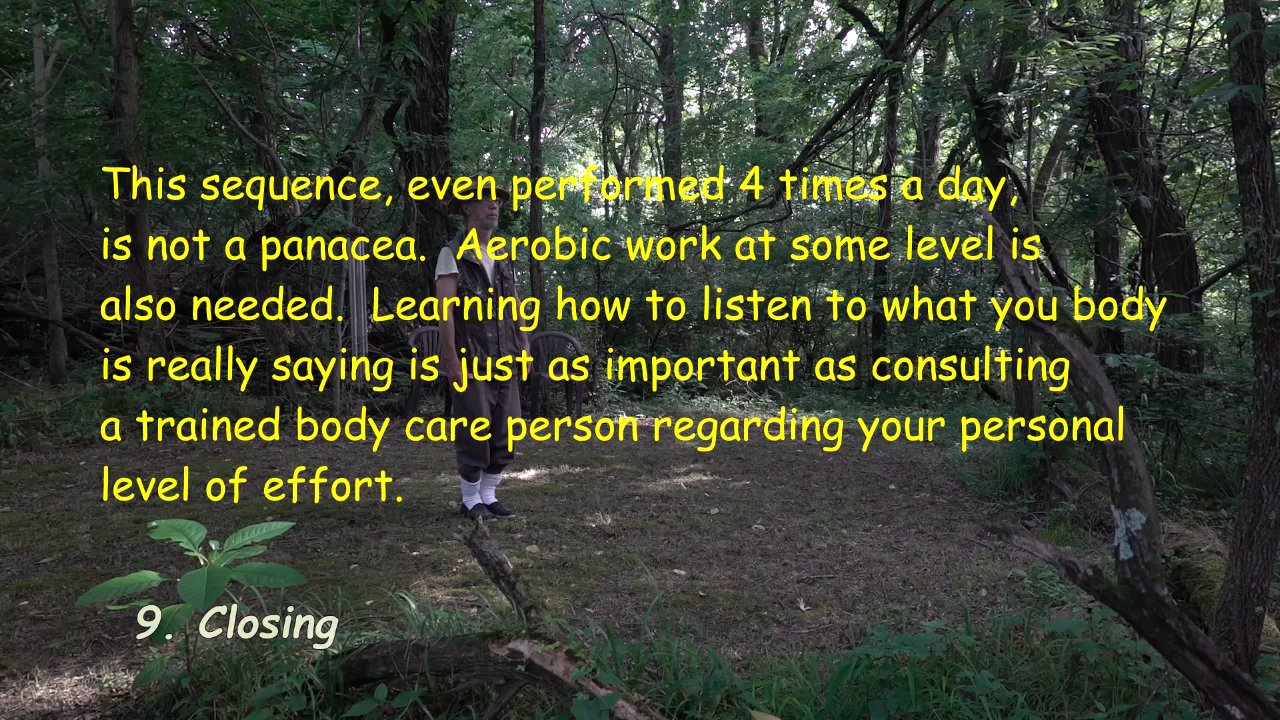 This sequence, even performed 4 times a day,
is not a panacea. Aerobic work at some level is
also needed. Learning how to listen to what you body
is really saying is just as important as consulting
a trained body care person regarding your personal
level of effort.
9. Closing